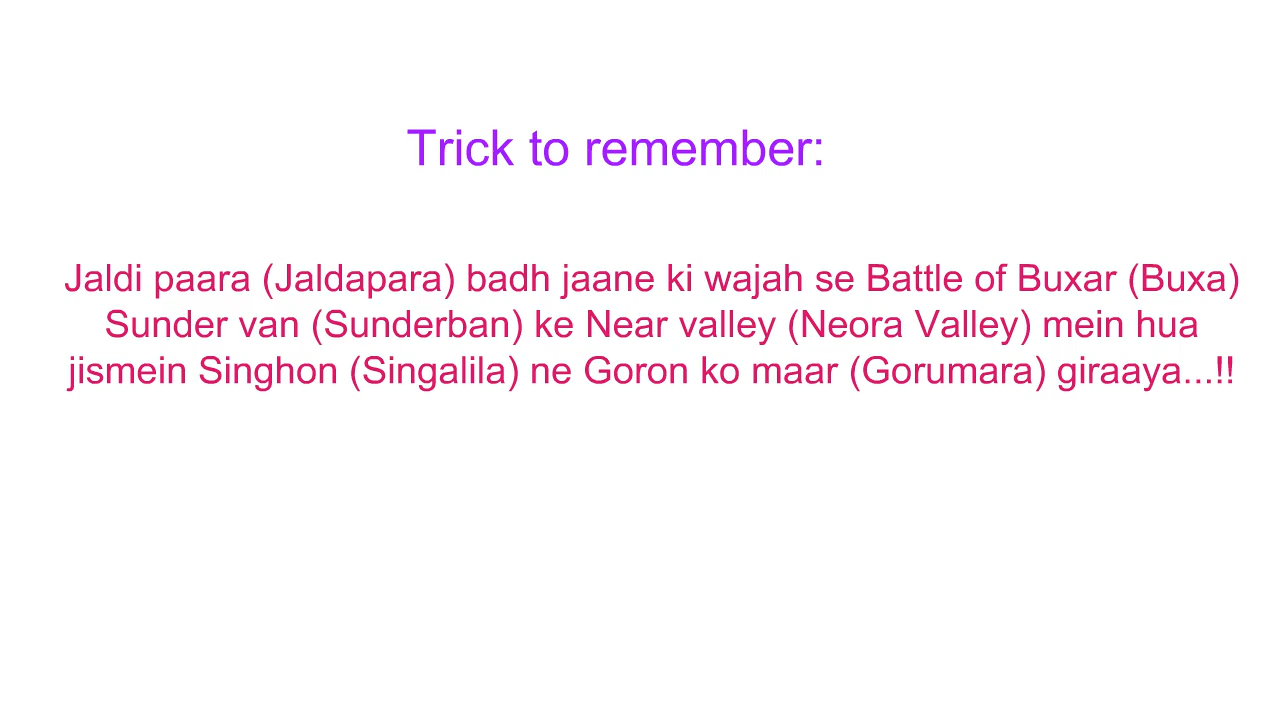 Trick to remember:
Jaldi paara (Jaldapara) badh jaane ki wajah se Battle of Buxar (Buxa)
Sunder van (Sunderban) ke Near valley (Neora Valley) mein hua
jismein Singhon (Singalila) ne Goron ko maar (Gorumara) giraaya...!!